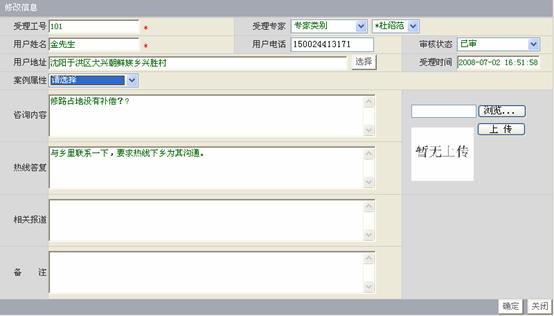 修改信息
受理工号 101 * 受理专家 专家类别 *杜绍范
用户姓名 金先生 * 用户电话 150024413171 审核状态 已审
用户地址 沈阳于洪区大兴朝鲜族乡兴胜村 选择 受理时间 2008-07-02 16:51:58
案例属性 请选择
咨询内容 修路占地没有补偿??
浏览...
上 传
暂无上传
热线答复 与乡里联系一下，要求热线下乡为其沟通。
相关报道
备 注
确定 关闭